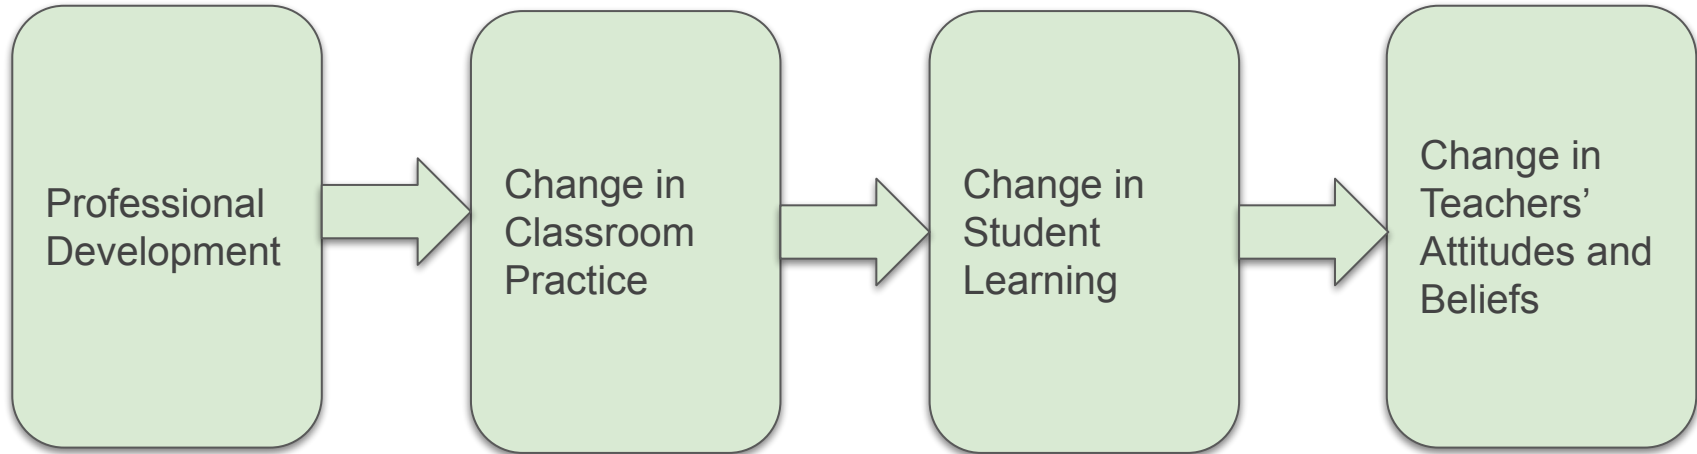 Professional
Development
Change in
Classroom
Practice
Change in
Student
Learning
Change in
Teachers’
Attitudes and
Beliefs